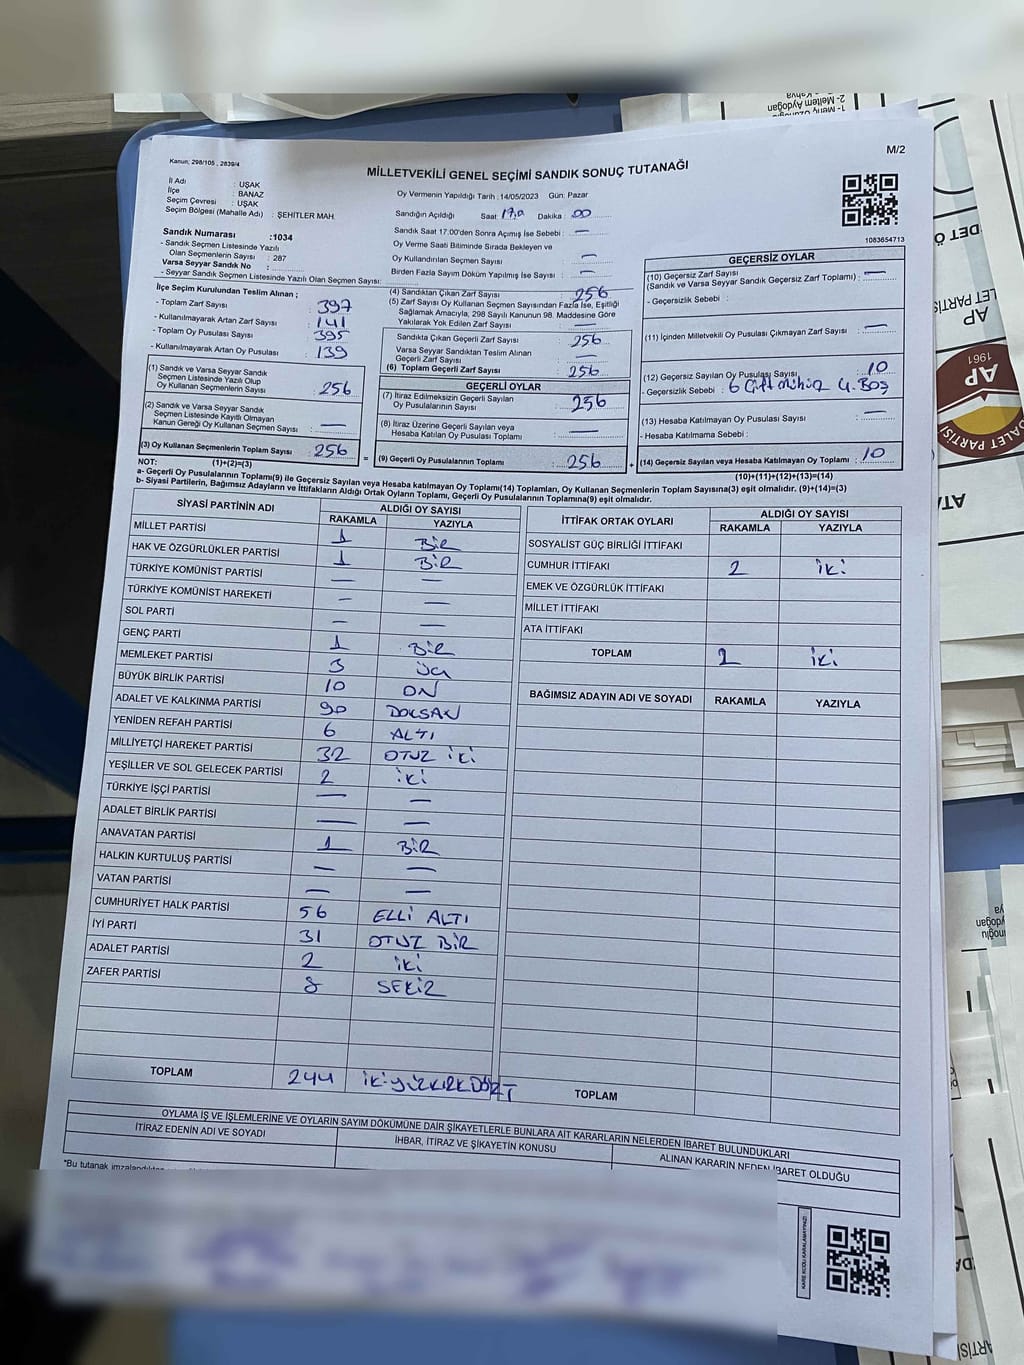 M/2
Kanun; 298/105 , 2839/4
MİLLETVEKİLİ GENEL SEÇİMİ SANDIK SONUÇ TUTANAĞI
İl Adı : UŞAK
İlçe : BANAZ
Seçim Çevresi : UŞAK
Seçim Bölgesi (Mahalle Adı) : ŞEHİTLER MAH.
Oy Vermenin Yapıldığı Tarih : 14/05/2023 Gün: Pazar
Sandığın Açıldığı Saat 17.0 Dakika 00
Sandık Saat 17.00'den Sonra Açımış İse Sebebi : —
Oy Verme Saati Bitiminde Sırada Bekleyen ve
Oy Kullandırılan Seçmen Sayısı : —
Birden Fazla Sayım Döküm Yapılmış İse Sayısı : —
1083654713
Sandık Numarası :1034
- Sandık Seçmen Listesinde Yazılı
Olan Seçmenlerin Sayısı : 287
Varsa Seyyar Sandık No :
- Seyyar Sandık Seçmen Listesinde Yazılı Olan Seçmen Sayısı:
İlçe Seçim Kurulundan Teslim Alınan ;
- Toplam Zarf Sayısı : 397
- Kullanılmayarak Artan Zarf Sayısı : 141
- Toplam Oy Pusulası Sayısı : 395
- Kullanılmayarak Artan Oy Pusulası : 139
(1) Sandık ve Varsa Seyyar Sandık
Seçmen Listesinde Yazılı Olup
Oy Kullanan Seçmenlerin Sayısı : 256
(2) Sandık ve Varsa Seyyar Sandık
Seçmen Listesinde Kayıtlı Olmayan
Kanun Gereği Oy Kullanan Seçmen Sayısı : —
(3) Oy Kullanan Seçmenlerin Toplam Sayısı : 256
(1)+(2)=(3)
(4) Sandıktan Çıkan Zarf Sayısı : 256
(5) Zarf Sayısı Oy Kullanan Seçmen Sayısından Fazla İse, Eşitliği
Sağlamak Amacıyla, 298 Sayılı Kanunun 98. Maddesine Göre
Yakılarak Yok Edilen Zarf Sayısı : —
Sandıkta Çıkan Geçerli Zarf Sayısı : 256
Varsa Seyyar Sandıktan Teslim Alınan
Geçerli Zarf Sayısı : —
(6) Toplam Geçerli Zarf Sayısı : 256
GEÇERLİ OYLAR
(7) İtiraz Edilmeksizin Geçerli Sayılan
Oy Pusulalarının Sayısı : 256
(8) İtiraz Üzerine Geçerli Sayılan veya
Hesaba Katılan Oy Pusulası Toplamı : —
= (9) Geçerli Oy Pusulalarının Toplamı : 256
GEÇERSİZ OYLAR
(10) Geçersiz Zarf Sayısı
(Sandık ve Varsa Seyyar Sandık Geçersiz Zarf Toplamı) : —
- Geçersizlik Sebebi :
(11) İçinden Milletvekili Oy Pusulası Çıkmayan Zarf Sayısı : —
(12) Geçersiz Sayılan Oy Pusulası Sayısı : 10
- Geçersizlik Sebebi : 6 Çift mühür 4 Boş
(13) Hesaba Katılmayan Oy Pusulası Sayısı : —
- Hesaba Katılmama Sebebi :
+ (14) Geçersiz Sayılan veya Hesaba Katılmayan Oy Toplamı : 10
(10)+(11)+(12)+(13)=(14)
NOT:
a- Geçerli Oy Pusulalarının Toplamı(9) ile Geçersiz Sayılan veya Hesaba katılmayan Oy Toplamı(14) Toplamları, Oy Kullanan Seçmenlerin Toplam Sayısına(3) eşit olmalıdır. (9)+(14)=(3)
b- Siyasi Partilerin, Bağımsız Adayların ve İttifakların Aldığı Ortak Oyların Toplamı, Geçerli Oy Pusulalarının Toplamına(9) eşit olmalıdır.
SİYASİ PARTİNİN ADI ALDIĞI OY SAYISI
RAKAMLA YAZIYLA
MİLLET PARTİSİ 1 BİR
HAK VE ÖZGÜRLÜKLER PARTİSİ 1 BİR
TÜRKİYE KOMÜNİST PARTİSİ — —
TÜRKİYE KOMÜNİST HAREKETİ — —
SOL PARTİ — —
GENÇ PARTİ 1 BİR
MEMLEKET PARTİSİ 3 ÜÇ
BÜYÜK BİRLİK PARTİSİ 10 ON
ADALET VE KALKINMA PARTİSİ 90 DOKSAN
YENİDEN REFAH PARTİSİ 6 ALTI
MİLLİYETÇİ HAREKET PARTİSİ 32 OTUZ İKİ
YEŞİLLER VE SOL GELECEK PARTİSİ 2 İKİ
TÜRKİYE İŞÇİ PARTİSİ — —
ADALET BİRLİK PARTİSİ — —
ANAVATAN PARTİSİ 1 BİR
HALKIN KURTULUŞ PARTİSİ — —
VATAN PARTİSİ — —
CUMHURİYET HALK PARTİSİ 56 ELLİ ALTI
İYİ PARTİ 31 OTUZ BİR
ADALET PARTİSİ 2 İKİ
ZAFER PARTİSİ 8 SEKİZ
TOPLAM 244 İKİYÜZKIRKDÖRT
İTTİFAK ORTAK OYLARI ALDIĞI OY SAYISI
RAKAMLA YAZIYLA
SOSYALİST GÜÇ BİRLİĞİ İTTİFAKI
CUMHUR İTTİFAKI 2 İKİ
EMEK VE ÖZGÜRLÜK İTTİFAKI
MİLLET İTTİFAKI
ATA İTTİFAKI
TOPLAM 2 İKİ
BAĞIMSIZ ADAYIN ADI VE SOYADI RAKAMLA YAZIYLA
TOPLAM
OYLAMA İŞ VE İŞLEMLERİNE VE OYLARIN SAYIM DÖKÜMÜNE DAİR ŞİKAYETLERLE BUNLARA AİT KARARLARIN NELERDEN İBARET BULUNDUKLARI
İTİRAZ EDENİN ADI VE SOYADI İHBAR, İTİRAZ VE ŞİKAYETİN KONUSU ALINAN KARARIN NEDEN İBARET OLDUĞU
*Bu tutanak
KARE KODU KARALAMAYINIZ!
2- Meltem Aydoğan
AP
1961
ADALET PARTİSİ
ATA